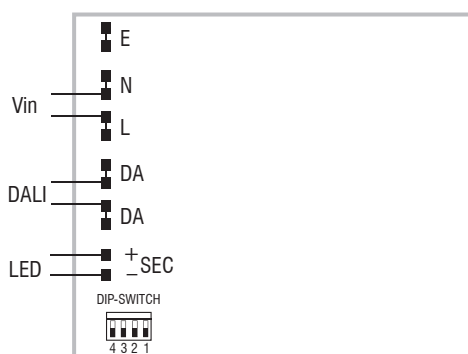 E
Vin
N
L
DALI
DA
DA
LED
+
− SEC
DIP-SWITCH
4 3 2 1